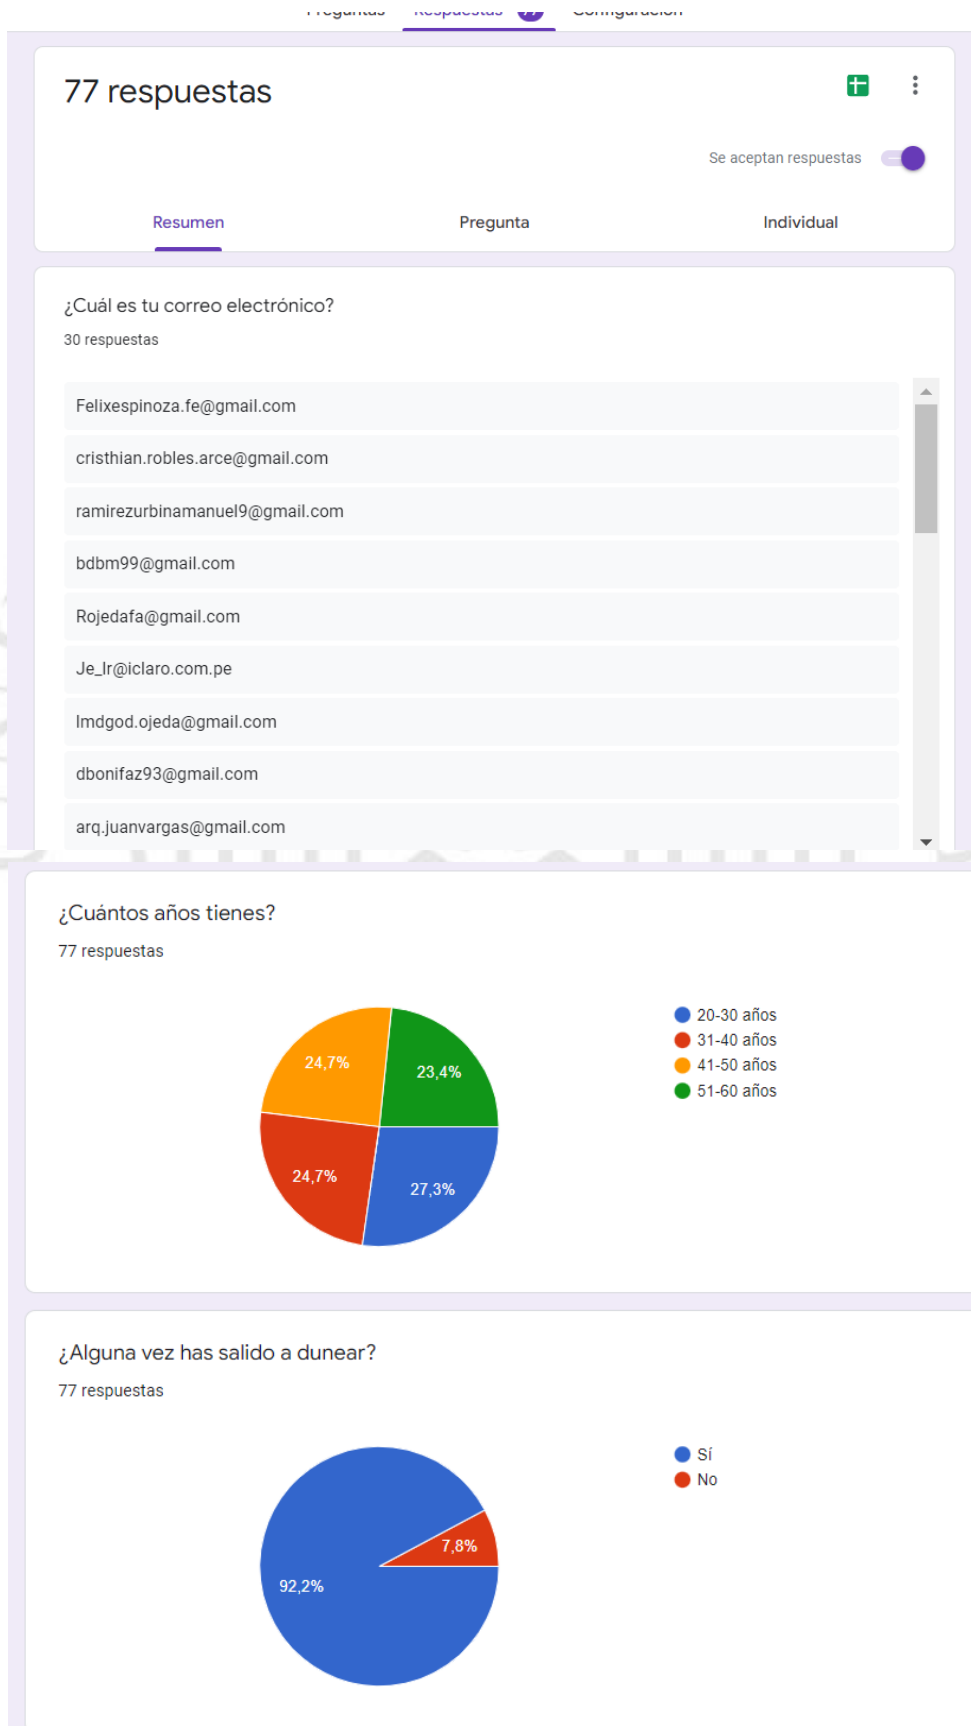 Preguntas Respuestas 77 Configuración
77 respuestas
Se aceptan respuestas
Resumen Pregunta Individual
¿Cuál es tu correo electrónico?
30 respuestas
Felixespinoza.fe@gmail.com
cristhian.robles.arce@gmail.com
ramirezurbinamanuel9@gmail.com
bdbm99@gmail.com
Rojedafa@gmail.com
Je_lr@iclaro.com.pe
lmdgod.ojeda@gmail.com
dbonifaz93@gmail.com
arq.juanvargas@gmail.com
¿Cuántos años tienes?
77 respuestas
20-30 años
31-40 años
41-50 años
51-60 años
24,7%
23,4%
24,7%
27,3%
¿Alguna vez has salido a dunear?
77 respuestas
Sí
No
7,8%
92,2%